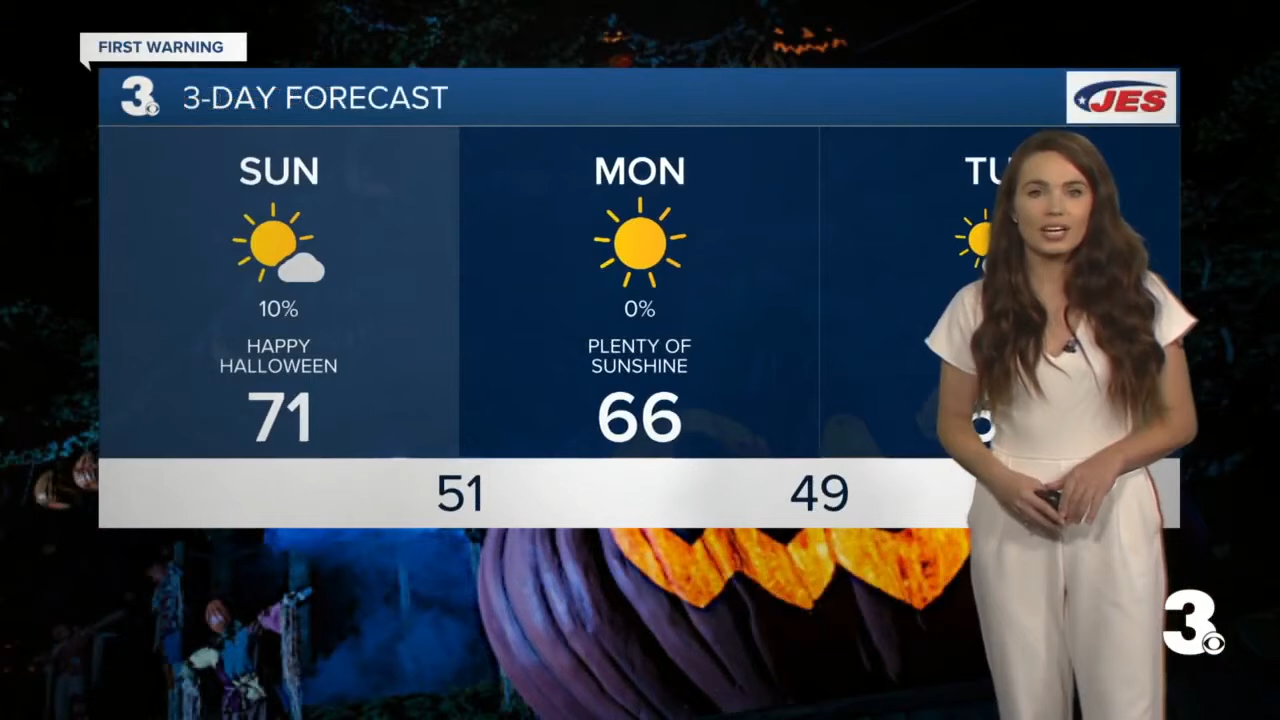 FIRST WARNING
3 3-DAY FORECAST
JES
SUN
MON
10%
0%
HAPPY
HALLOWEEN
PLENTY OF
SUNSHINE
71
66
51
49
3